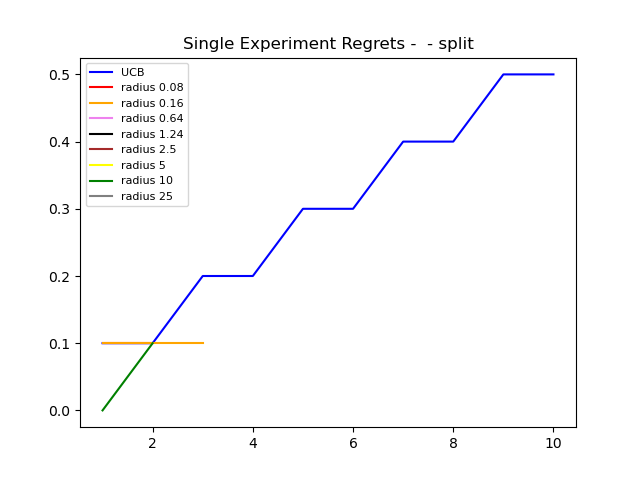 Single Experiment Regrets -  - split
UCB
radius 0.08
radius 0.16
radius 0.64
radius 1.24
radius 2.5
radius 5
radius 10
radius 25
0.5
0.4
0.3
0.2
0.1
0.0
2 4 6 8 10